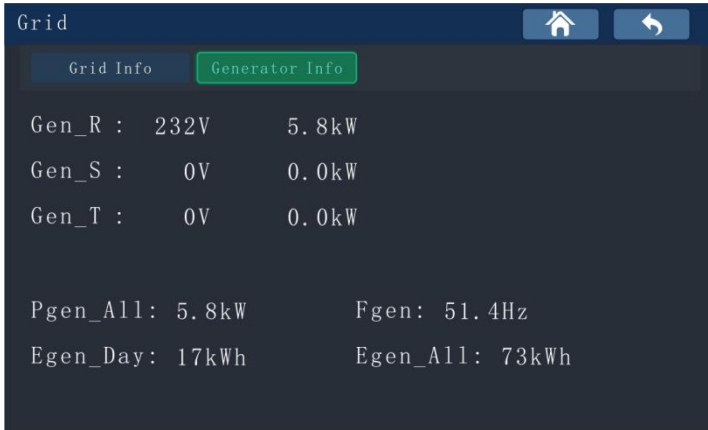 Grid
Grid Info Generator Info
Gen_R : 232V 5.8kW
Gen_S : 0V 0.0kW
Gen_T : 0V 0.0kW
Pgen_All: 5.8kW Fgen: 51.4Hz
Egen_Day: 17kWh Egen_All: 73kWh